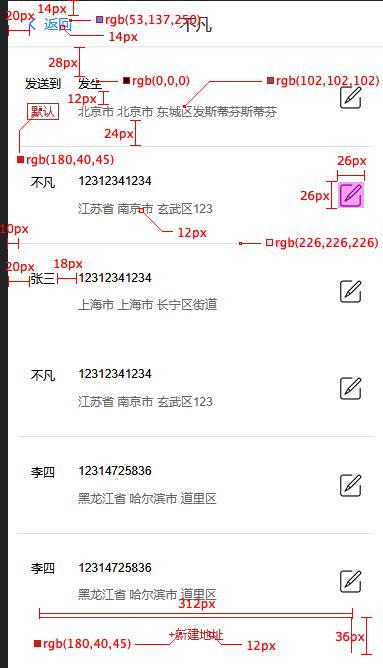 20px
14px
返回
rgb(53,137,250)
不凡
14px
28px
发送到
发生
rgb(0,0,0)
rgb(102,102,102)
12px
默认
北京市 北京市 东城区发斯蒂芬斯蒂芬
24px
rgb(180,40,45)
26px
不凡
12312341234
26px
江苏省 南京市 玄武区123
12px
10px
rgb(226,226,226)
20px
18px
张三
12312341234
上海市 上海市 长宁区街道
不凡
12312341234
江苏省 南京市 玄武区123
李四
12314725836
黑龙江省 哈尔滨市 道里区
李四
12314725836
黑龙江省 哈尔滨市 道里区
312px
+新建地址
36px
rgb(180,40,45)
12px